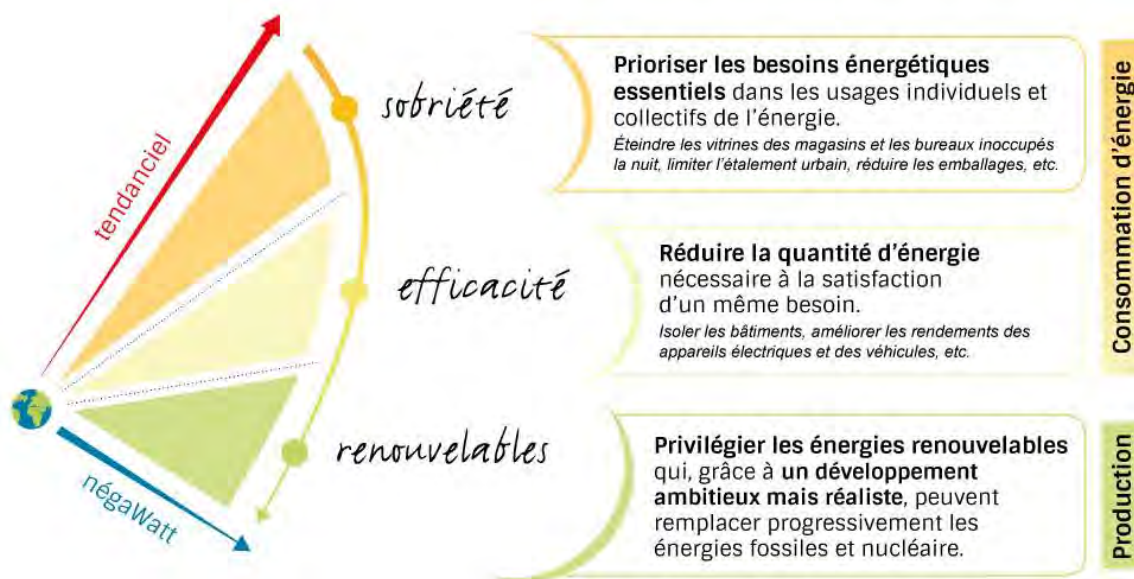 tendanciel
négaWatt
sobriété
Prioriser les besoins énergétiques
essentiels dans les usages individuels et
collectifs de l'énergie.
Éteindre les vitrines des magasins et les bureaux inoccupés
la nuit, limiter l'étalement urbain, réduire les emballages, etc.
efficacité
Réduire la quantité d'énergie
nécessaire à la satisfaction
d'un même besoin.
Isoler les bâtiments, améliorer les rendements des
appareils électriques et des véhicules, etc.
Consommation d'énergie
renouvelables
Privilégier les énergies renouvelables
qui, grâce à un développement
ambitieux mais réaliste, peuvent
remplacer progressivement les
énergies fossiles et nucléaire.
Production